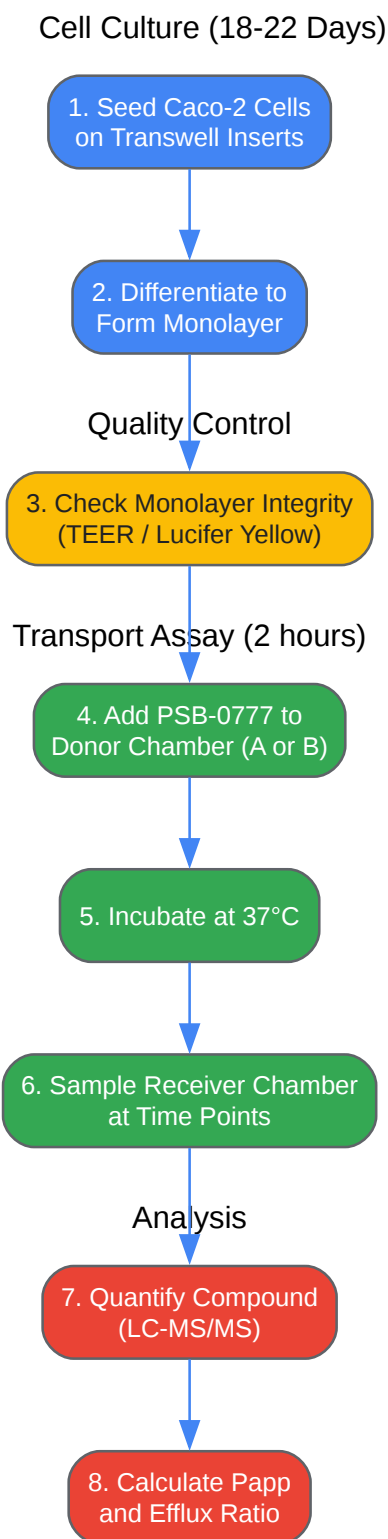 Cell Culture (18-22 Days)
1. Seed Caco-2 Cells
on Transwell Inserts
2. Differentiate to
Form Monolayer
Quality Control
3. Check Monolayer Integrity
(TEER / Lucifer Yellow)
Transport Assay (2 hours)
4. Add PSB-0777 to
Donor Chamber (A or B)
5. Incubate at 37°C
6. Sample Receiver Chamber
at Time Points
Analysis
7. Quantify Compound
(LC-MS/MS)
8. Calculate Papp
and Efflux Ratio